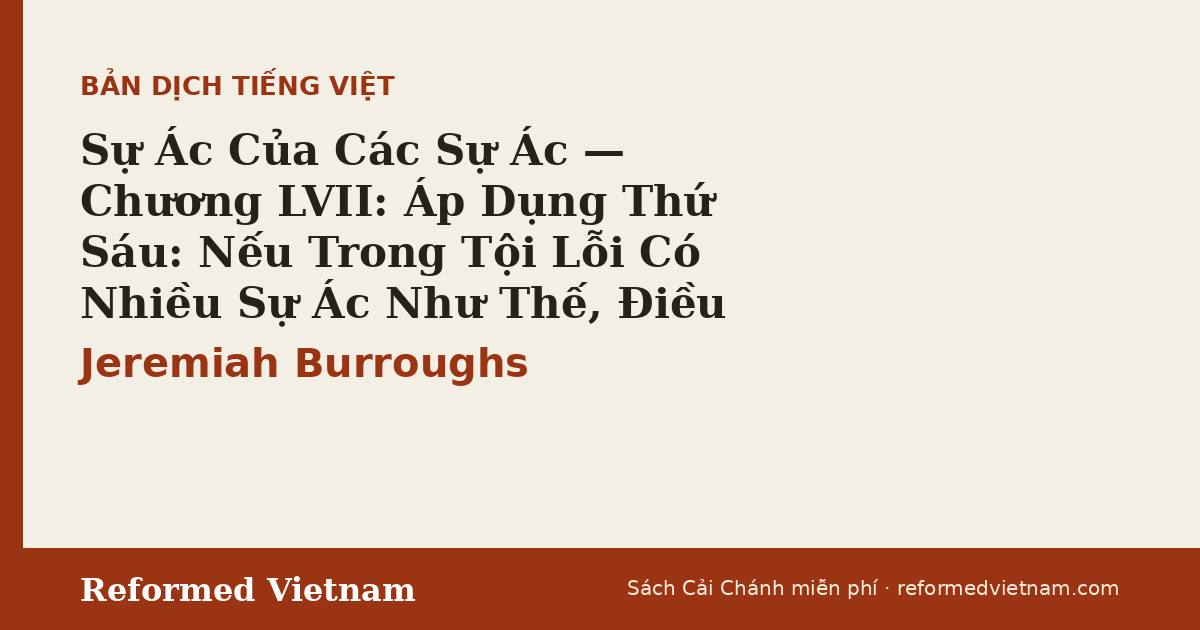 BẢN DỊCH TIẾNG VIỆT
Sự Ác Của Các Sự Ác —
Chương LVII: Áp Dụng Thứ
Sáu: Nếu Trong Tội Lỗi Có
Nhiều Sự Ác Như Thế, Điều
Jeremiah Burroughs
Reformed Vietnam
Sách Cải Chánh miễn phí · reformedvietnam.com